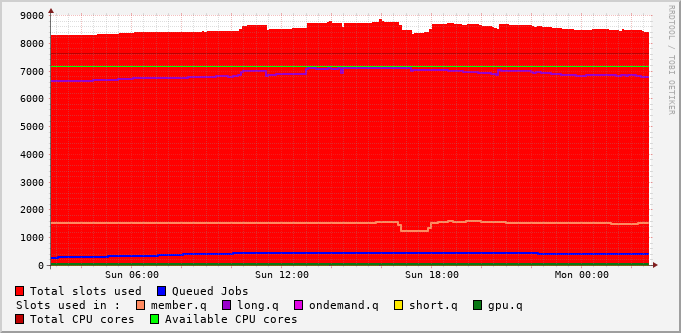 9000
8000
7000
6000
5000
4000
3000
2000
1000
0
Sun 06:00 Sun 12:00 Sun 18:00 Mon 00:00
RRDTOOL / TOBI OETIKER
Total slots used Queued Jobs
Slots used in : member.q long.q ondemand.q short.q gpu.q
Total CPU cores Available CPU cores